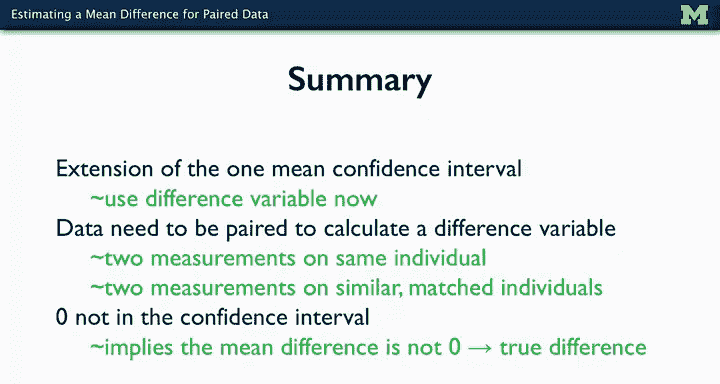 Estimating a Mean Difference for Paired Data
M
Summary
Extension of the one mean confidence interval
~use difference variable now
Data need to be paired to calculate a difference variable
~two measurements on same individual
~two measurements on similar, matched individuals
0 not in the confidence interval
~implies the mean difference is not 0 → true difference